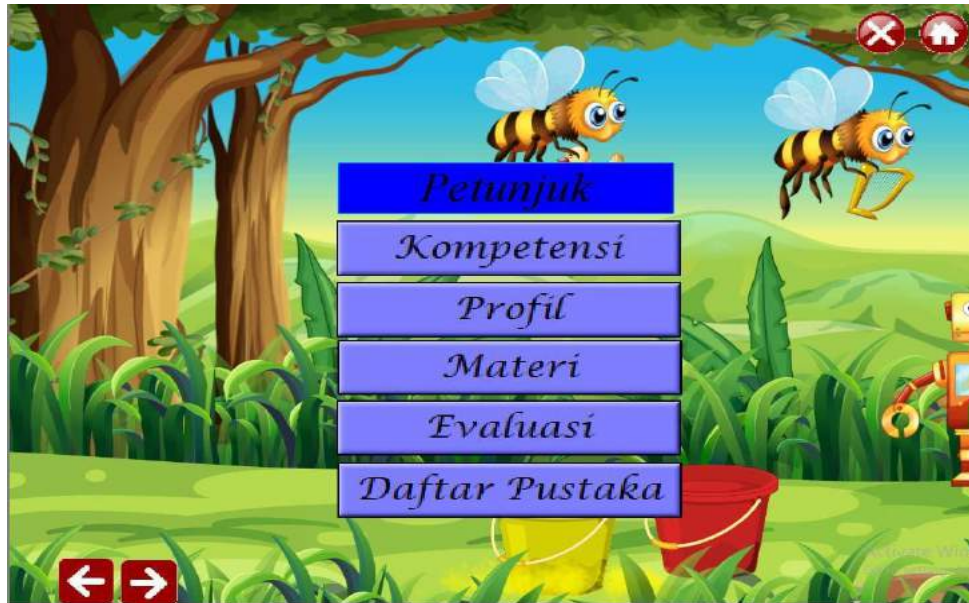 Petunjuk
Kompetensi
Profil
Materi
Evaluasi
Daftar Pustaka